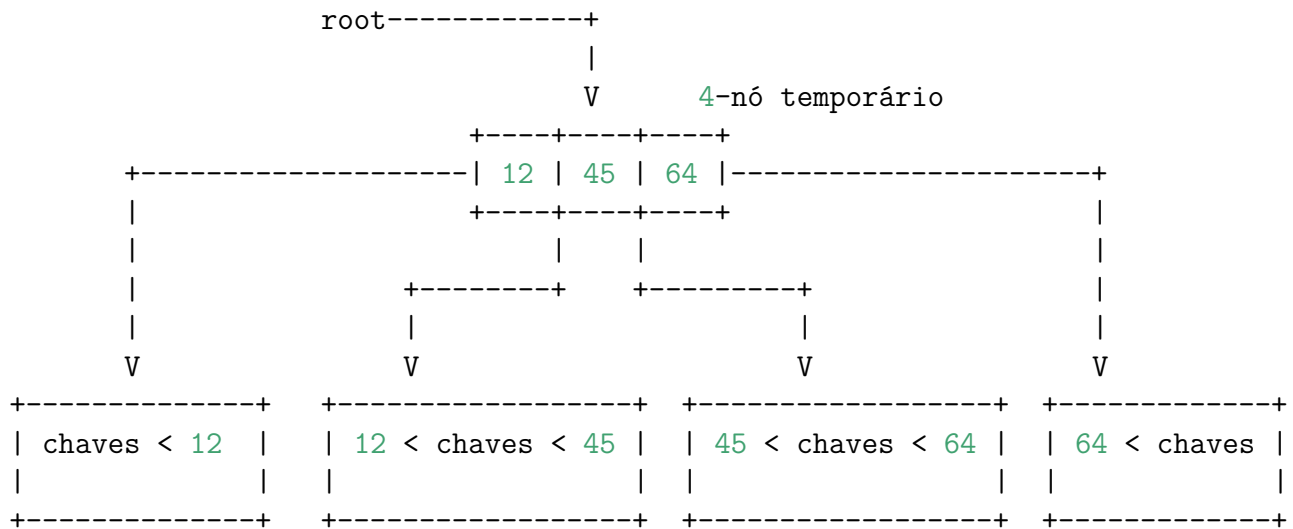 root------------+
|
V 4-nó temporário
+----+----+----+
+--------------------| 12 | 45 | 64 |---------------------+
| +----+----+----+ |
| | | |
| +--------+ +---------+ |
| | | |
V V V V
+--------------+ +------------------+ +------------------+ +-------------+
| chaves < 12 | | 12 < chaves < 45 | | 45 < chaves < 64 | | 64 < chaves |
| | | | | | | |
+--------------+ +------------------+ +------------------+ +-------------+